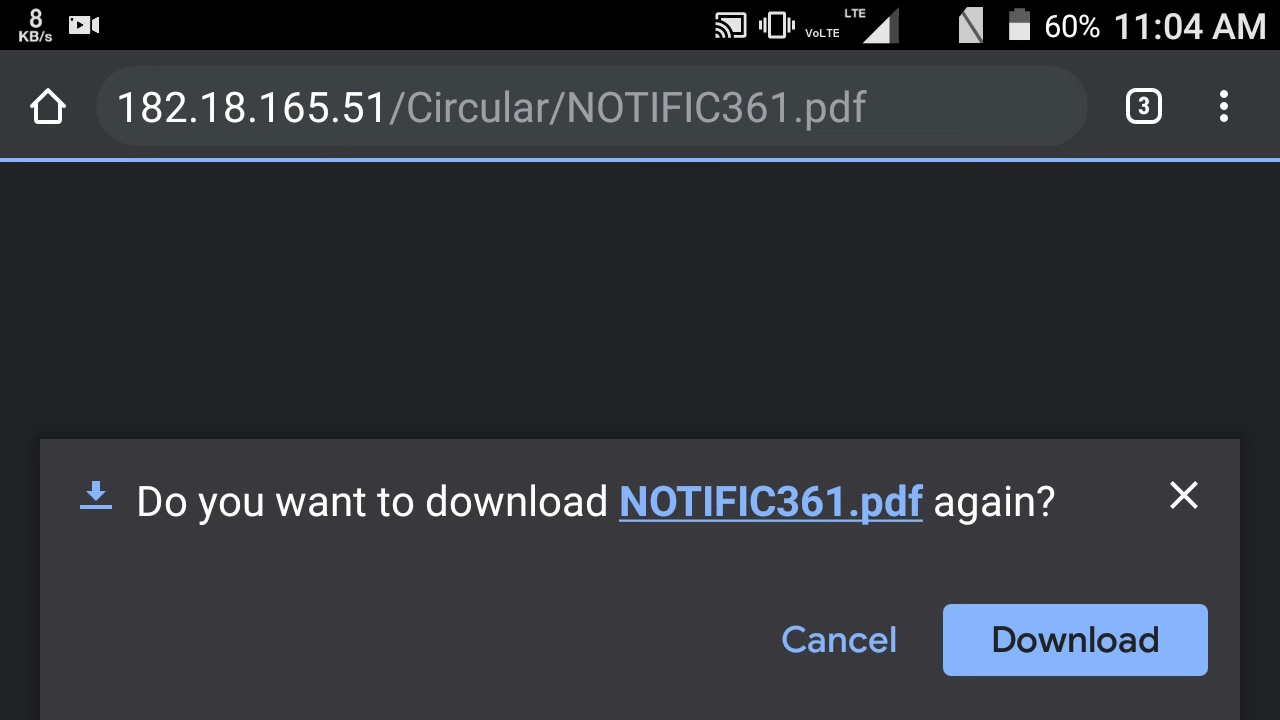 8
KB/s
VoLTE
LTE
60%
11:04 AM
182.18.165.51/Circular/NOTIFIC361.pdf
3
Do you want to download NOTIFIC361.pdf again?
Cancel
Download